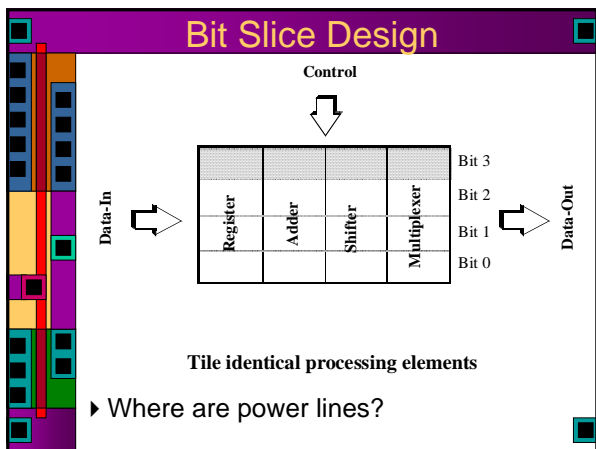 Bit Slice Design
Control
Bit 3
Bit 2
Bit 1
Bit 0
Data-In
Register
Adder
Shifter
Multiplexer
Data-Out
Tile identical processing elements
Where are power lines?